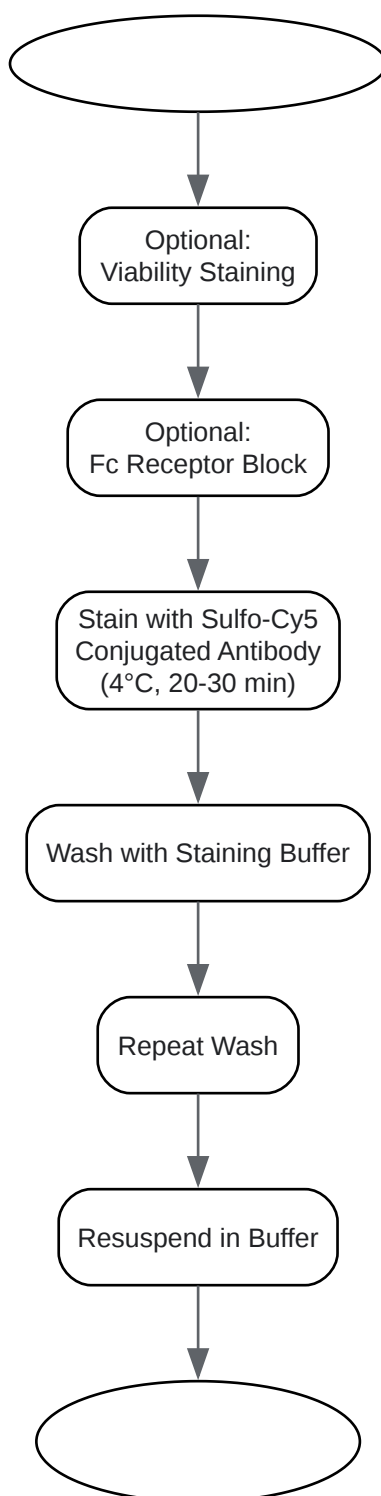 Optional:
Viability Staining
Optional:
Fc Receptor Block
Stain with Sulfo-Cy5
Conjugated Antibody
(4°C, 20-30 min)
Wash with Staining Buffer
Repeat Wash
Resuspend in Buffer